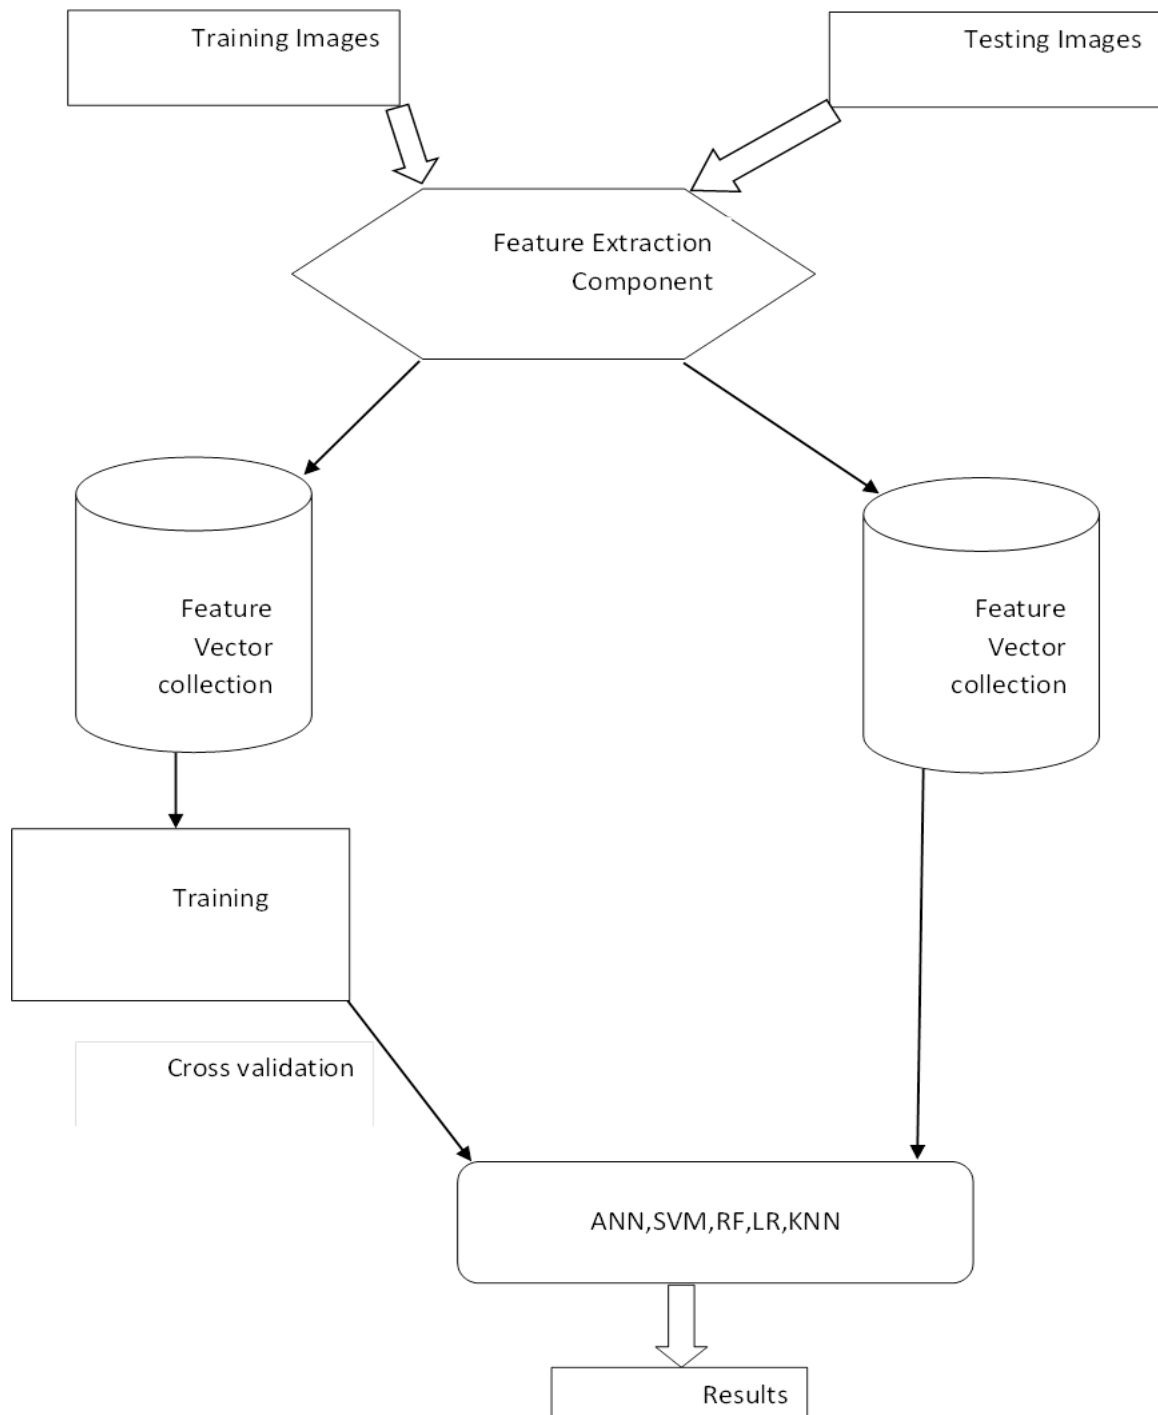 Training Images
Testing Images
Feature Extraction
Component
Feature
Vector
collection
Feature
Vector
collection
Training
Cross validation
ANN,SVM,RF,LR,KNN
Results